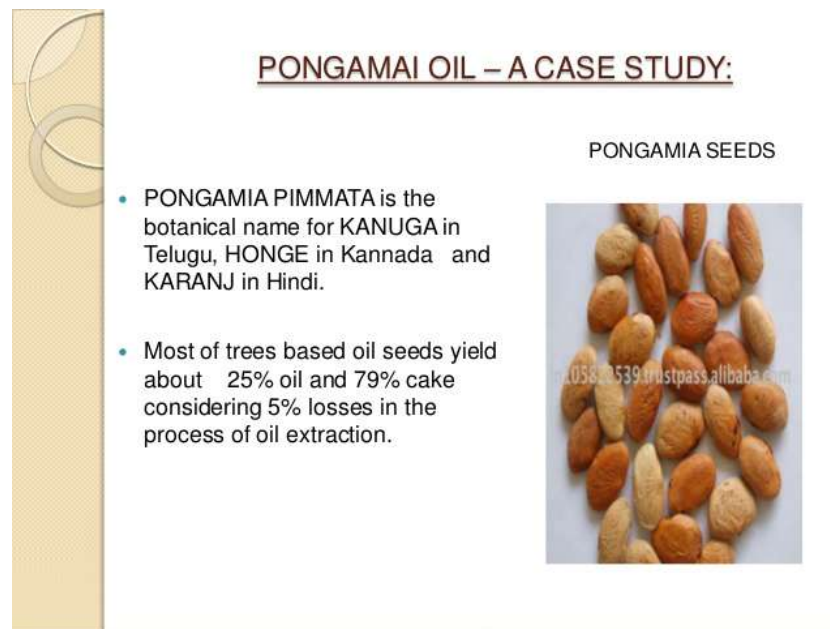 PONGAMAI OIL – A CASE STUDY:
PONGAMIA SEEDS
• PONGAMIA PIMMATA is the
botanical name for KANUGA in
Telugu, HONGE in Kannada and
KARANJ in Hindi.
• Most of trees based oil seeds yield
about 25% oil and 79% cake
considering 5% losses in the
process of oil extraction.